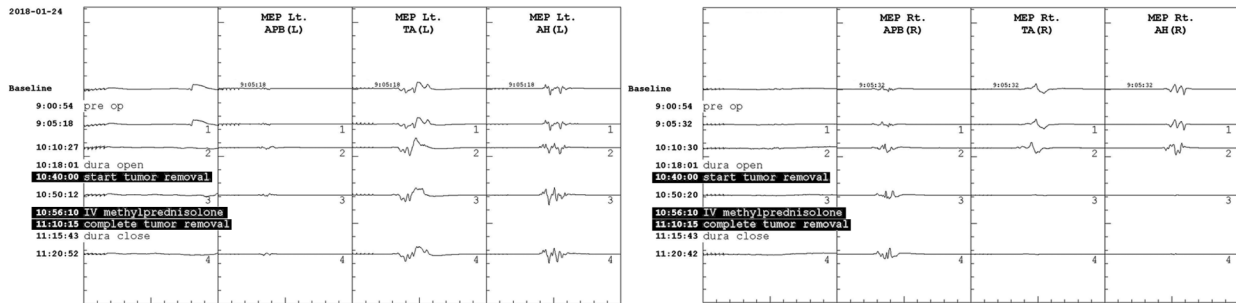 2018-01-24
MEP Lt. APB(L)
MEP Lt. TA(L)
MEP Lt. AH(L)
Baseline 9:05:18 9:05:18 9:05:18
9:00:54 pre op
9:05:18 1 1 1 1
10:10:27 2 2 2 2
10:18:01 dura open
10:40:00 start tumor removal
10:50:12 3 3 3 3
10:56:10 IV methylprednisolone
11:10:15 complete tumor removal
11:15:43 dura close
11:20:52 4 4 4 4
MEP Rt. APB(R)
MEP Rt. TA(R)
MEP Rt. AH(R)
Baseline 9:05:32 9:05:32 9:05:32
9:00:54 pre op
9:05:32 1 1 1 1
10:10:30 2 2 2 2
10:18:01 dura open
10:40:00 start tumor removal
10:50:20 3 3 3 3
10:56:10 IV methylprednisolone
11:10:15 complete tumor removal
11:15:43 dura close
11:20:42 4 4 4 4